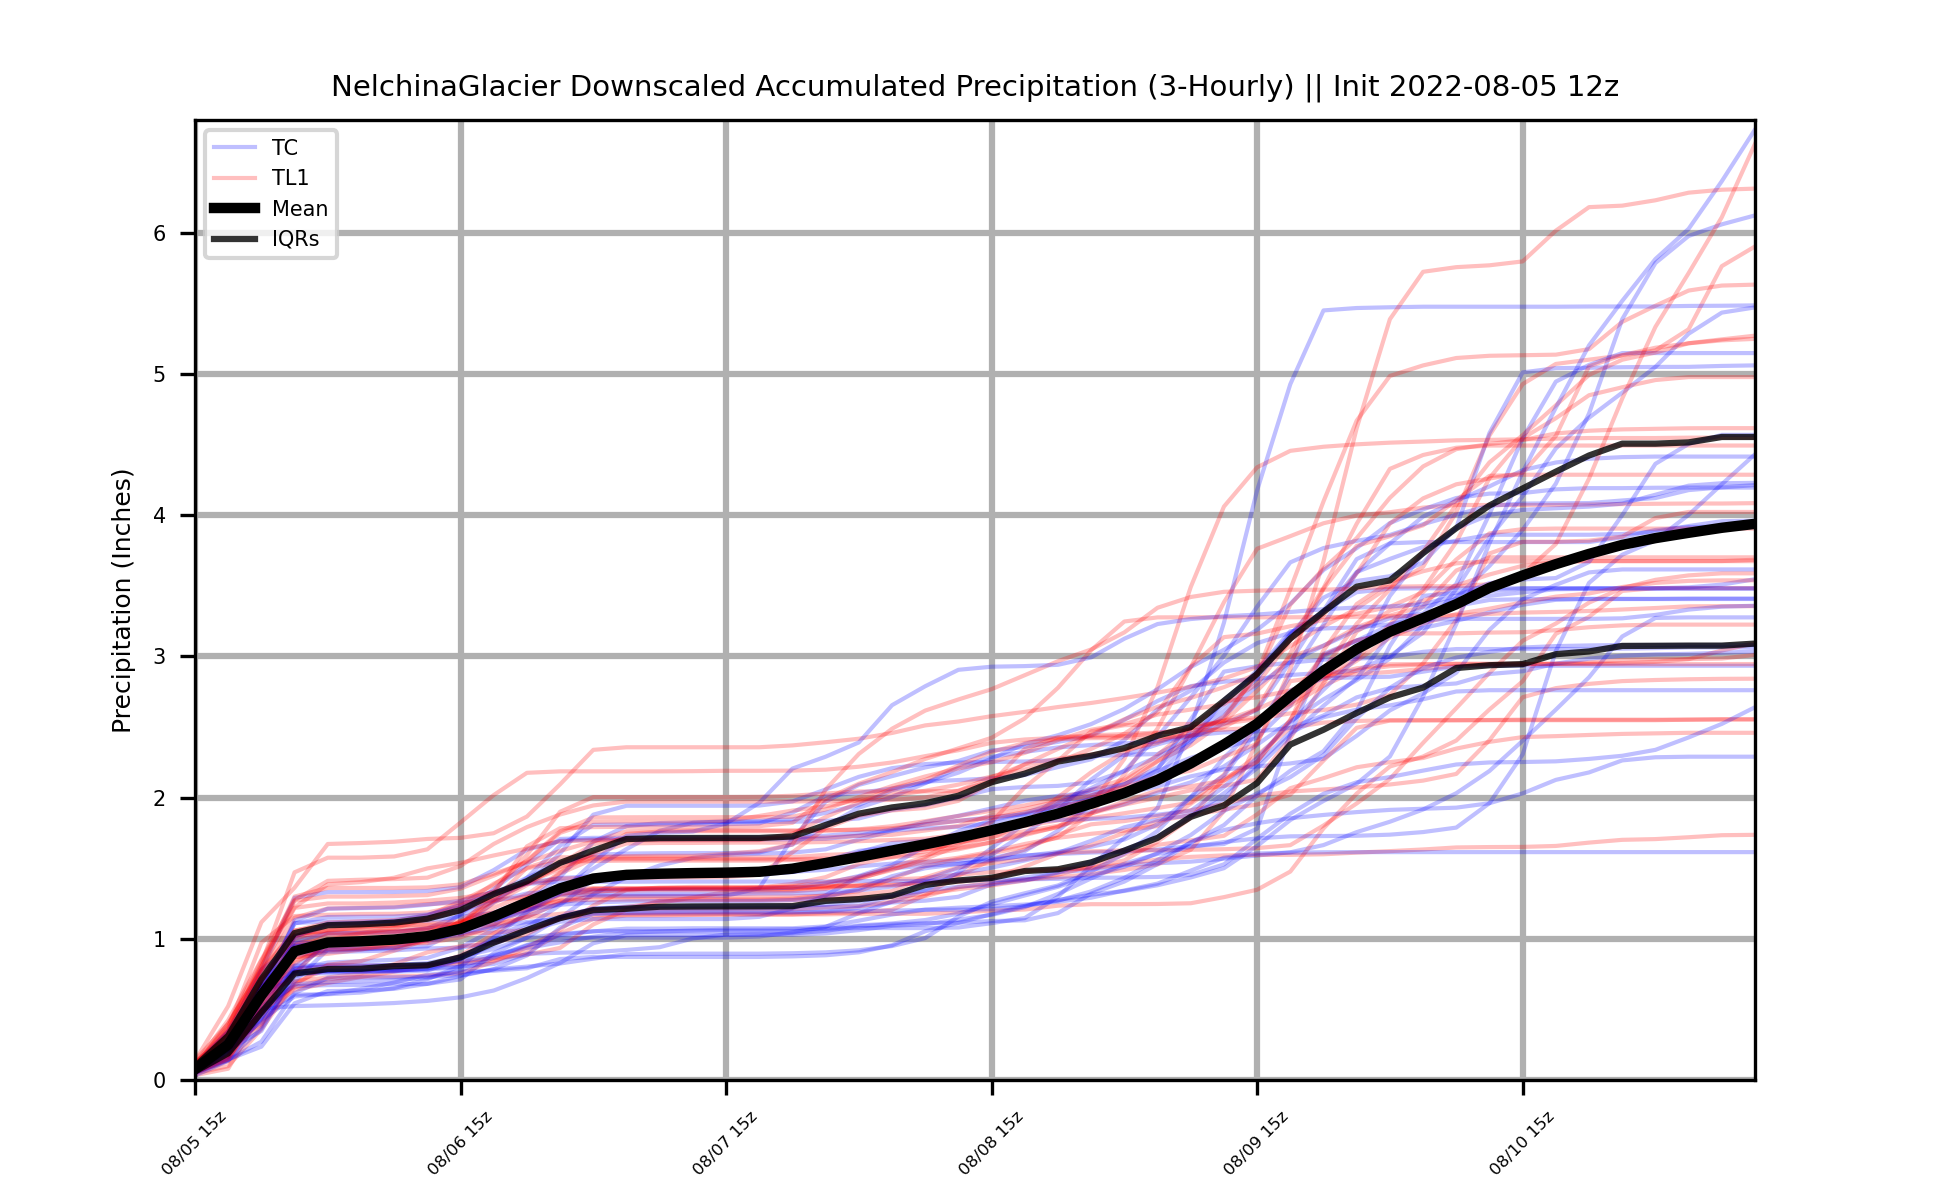 NelchinaGlacier Downscaled Accumulated Precipitation (3-Hourly) || Init 2022-08-05 12z
TC
TL1
Mean
IQRs
Precipitation (Inches)
6
5
4
3
2
1
0
08/05 15z
08/06 15z
08/07 15z
08/08 15z
08/09 15z
08/10 15z